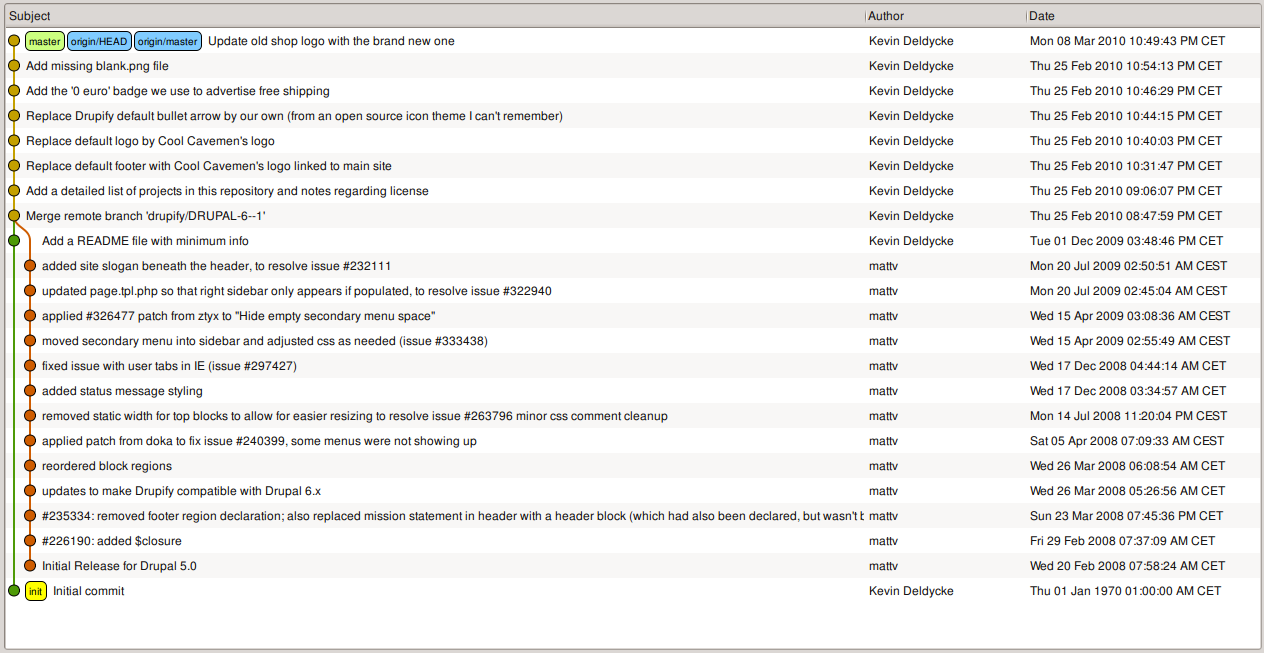 Subject Author Date
master origin/HEAD origin/master Update old shop logo with the brand new one Kevin Deldycke Mon 08 Mar 2010 10:49:43 PM CET
Add missing blank.png file Kevin Deldycke Thu 25 Feb 2010 10:54:13 PM CET
Add the '0 euro' badge we use to advertise free shipping Kevin Deldycke Thu 25 Feb 2010 10:46:29 PM CET
Replace Drupify default bullet arrow by our own (from an open source icon theme I can't remember) Kevin Deldycke Thu 25 Feb 2010 10:44:15 PM CET
Replace default logo by Cool Cavemen's logo Kevin Deldycke Thu 25 Feb 2010 10:40:03 PM CET
Replace default footer with Cool Cavemen's logo linked to main site Kevin Deldycke Thu 25 Feb 2010 10:31:47 PM CET
Add a detailed list of projects in this repository and notes regarding license Kevin Deldycke Thu 25 Feb 2010 09:06:07 PM CET
Merge remote branch 'drupify/DRUPAL-6--1' Kevin Deldycke Thu 25 Feb 2010 08:47:59 PM CET
Add a README file with minimum info Kevin Deldycke Tue 01 Dec 2009 03:48:46 PM CET
added site slogan beneath the header, to resolve issue #232111 mattv Mon 20 Jul 2009 02:50:51 AM CEST
updated page.tpl.php so that right sidebar only appears if populated, to resolve issue #322940 mattv Mon 20 Jul 2009 02:45:04 AM CEST
applied #326477 patch from ztyx to "Hide empty secondary menu space" mattv Wed 15 Apr 2009 03:08:36 AM CEST
moved secondary menu into sidebar and adjusted css as needed (issue #333438) mattv Wed 15 Apr 2009 02:55:49 AM CEST
fixed issue with user tabs in IE (issue #297427) mattv Wed 17 Dec 2008 04:44:14 AM CET
added status message styling mattv Wed 17 Dec 2008 03:34:57 AM CET
removed static width for top blocks to allow for easier resizing to resolve issue #263796 minor css comment cleanup mattv Mon 14 Jul 2008 11:20:04 PM CEST
applied patch from doka to fix issue #240399, some menus were not showing up mattv Sat 05 Apr 2008 07:09:33 AM CEST
reordered block regions mattv Wed 26 Mar 2008 06:08:54 AM CET
updates to make Drupify compatible with Drupal 6.x mattv Wed 26 Mar 2008 05:26:56 AM CET
#235334: removed footer region declaration; also replaced mission statement in header with a header block (which had also been declared, but wasn't mattv Sun 23 Mar 2008 07:45:36 PM CET
#226190: added $closure mattv Fri 29 Feb 2008 07:37:09 AM CET
Initial Release for Drupal 5.0 mattv Wed 20 Feb 2008 07:58:24 AM CET
init Initial commit Kevin Deldycke Thu 01 Jan 1970 01:00:00 AM CET